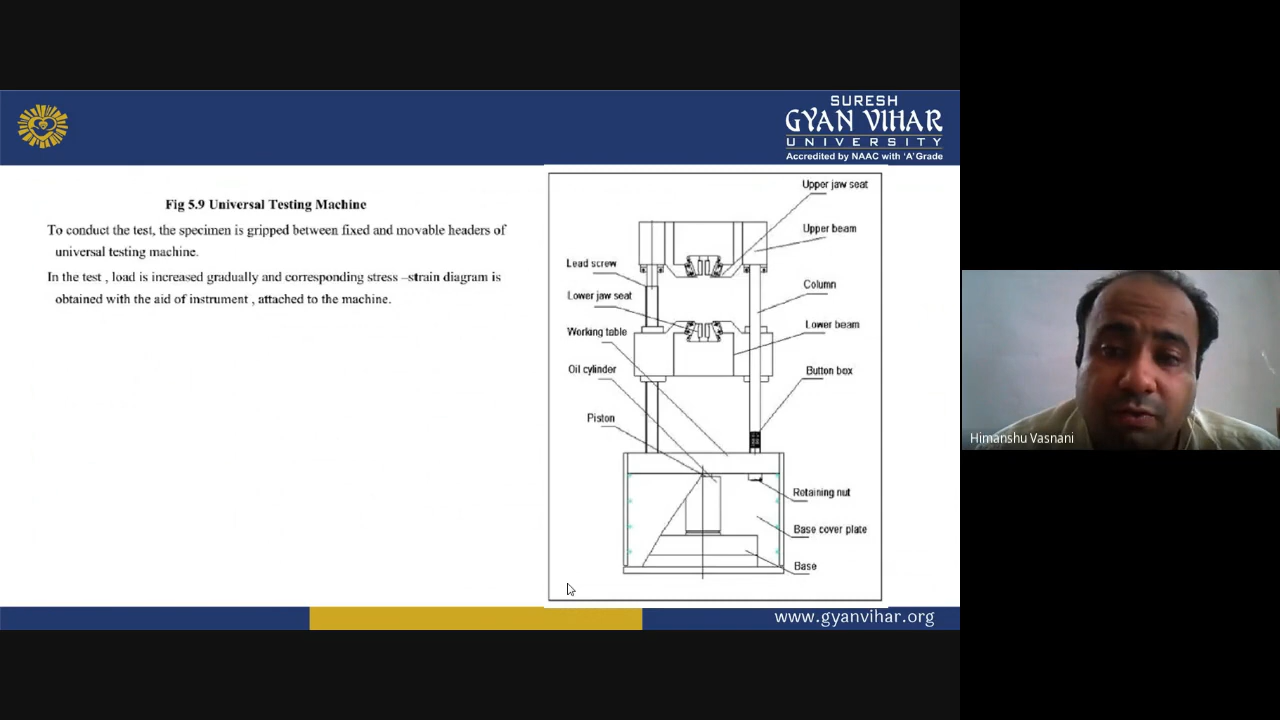 SURESH
GYAN VIHAR
UNIVERSITY
Accredited by NAAC with 'A' Grade
Fig 5.9 Universal Testing Machine
To conduct the test, the specimen is gripped between fixed and movable headers of
universal testing machine.
In the test , load is increased gradually and corresponding stress –strain diagram is
obtained with the aid of instrument , attached to the machine.
Upper jaw seat
Upper beam
Lead screw
Column
Lower jaw seat
Lower beam
Working table
Oil cylinder
Button box
Piston
Rotaining nut
Base cover plate
Base
Himanshu Vasnani
www.gyanvihar.org